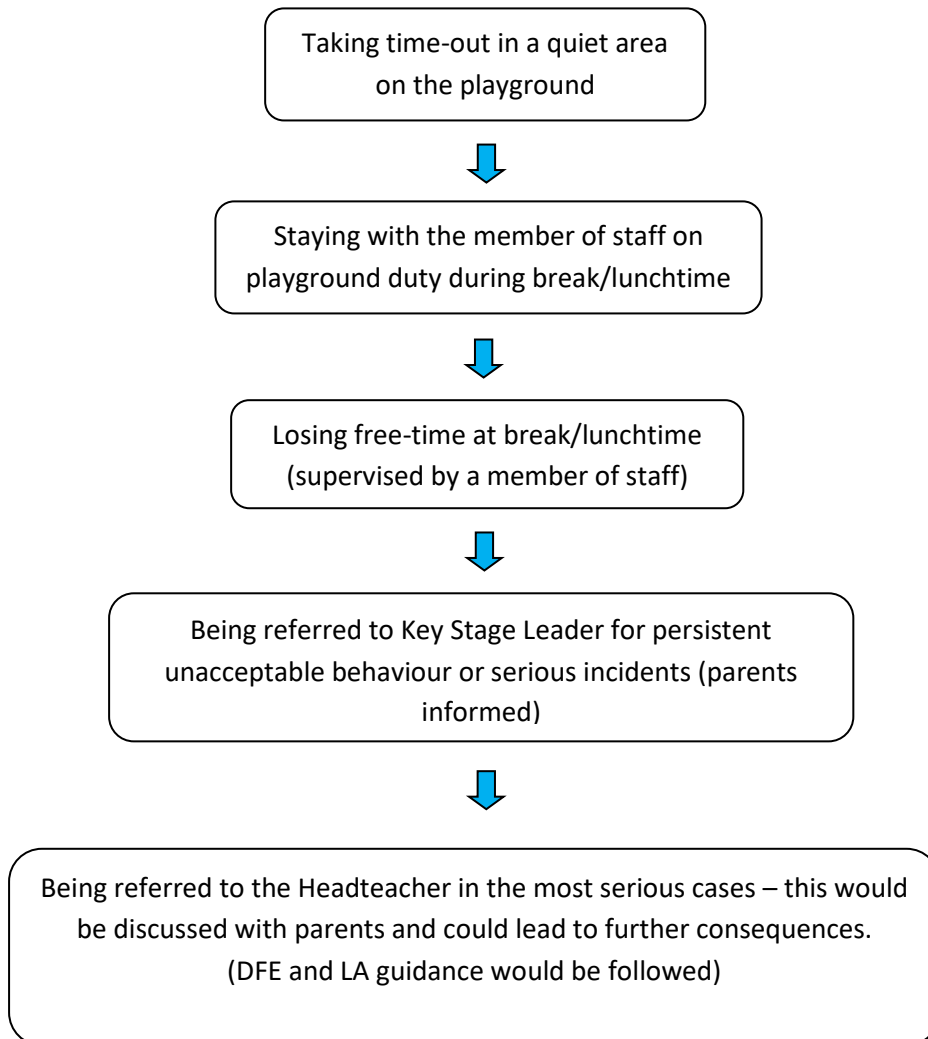 Taking time-out in a quiet area
on the playground
Staying with the member of staff on
playground duty during break/lunchtime
Losing free-time at break/lunchtime
(supervised by a member of staff)
Being referred to Key Stage Leader for persistent
unacceptable behaviour or serious incidents (parents
informed)
Being referred to the Headteacher in the most serious cases – this would
be discussed with parents and could lead to further consequences.
(DFE and LA guidance would be followed)